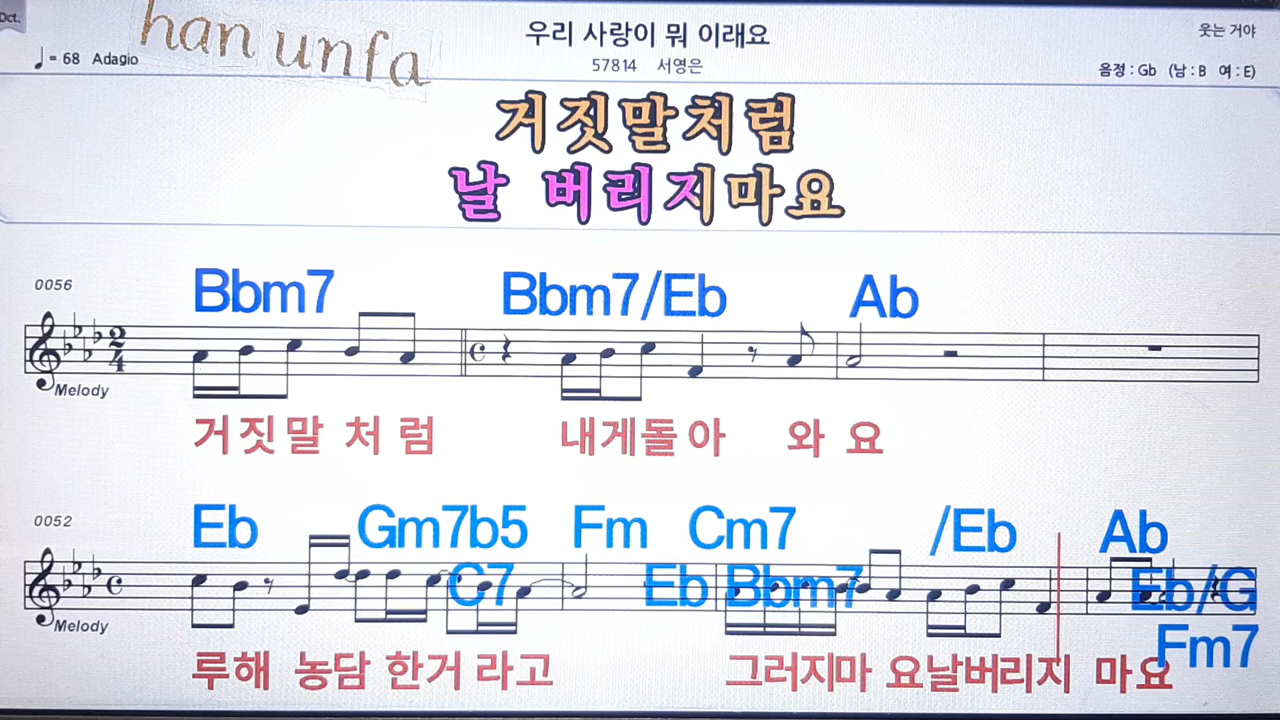 Oct.
han unfa
우리 사랑이 뭐 이래요
웃는 거야
♩= 68 Adagio
57814 서영은
음정 : Gb (남 : B 여 : E)
거짓말처럼
날 버리지마요
0056
Bbm7 Bbm7/Eb Ab
2
4
Melody
거짓말 처 럼 내게돌아 와 요
0052
Eb Gm7b5 Fm Cm7 /Eb Ab
C7 Eb Bbm7 Eb/G
Melody
Fm7
루해 농담 한거 라고 그러지마 요날버리지 마요